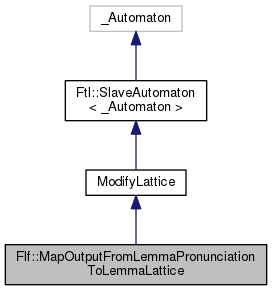 _Automaton
Ftl::SlaveAutomaton
< _Automaton >
ModifyLattice
Flf::MapOutputFromLemmaPronunciation
ToLemmaLattice